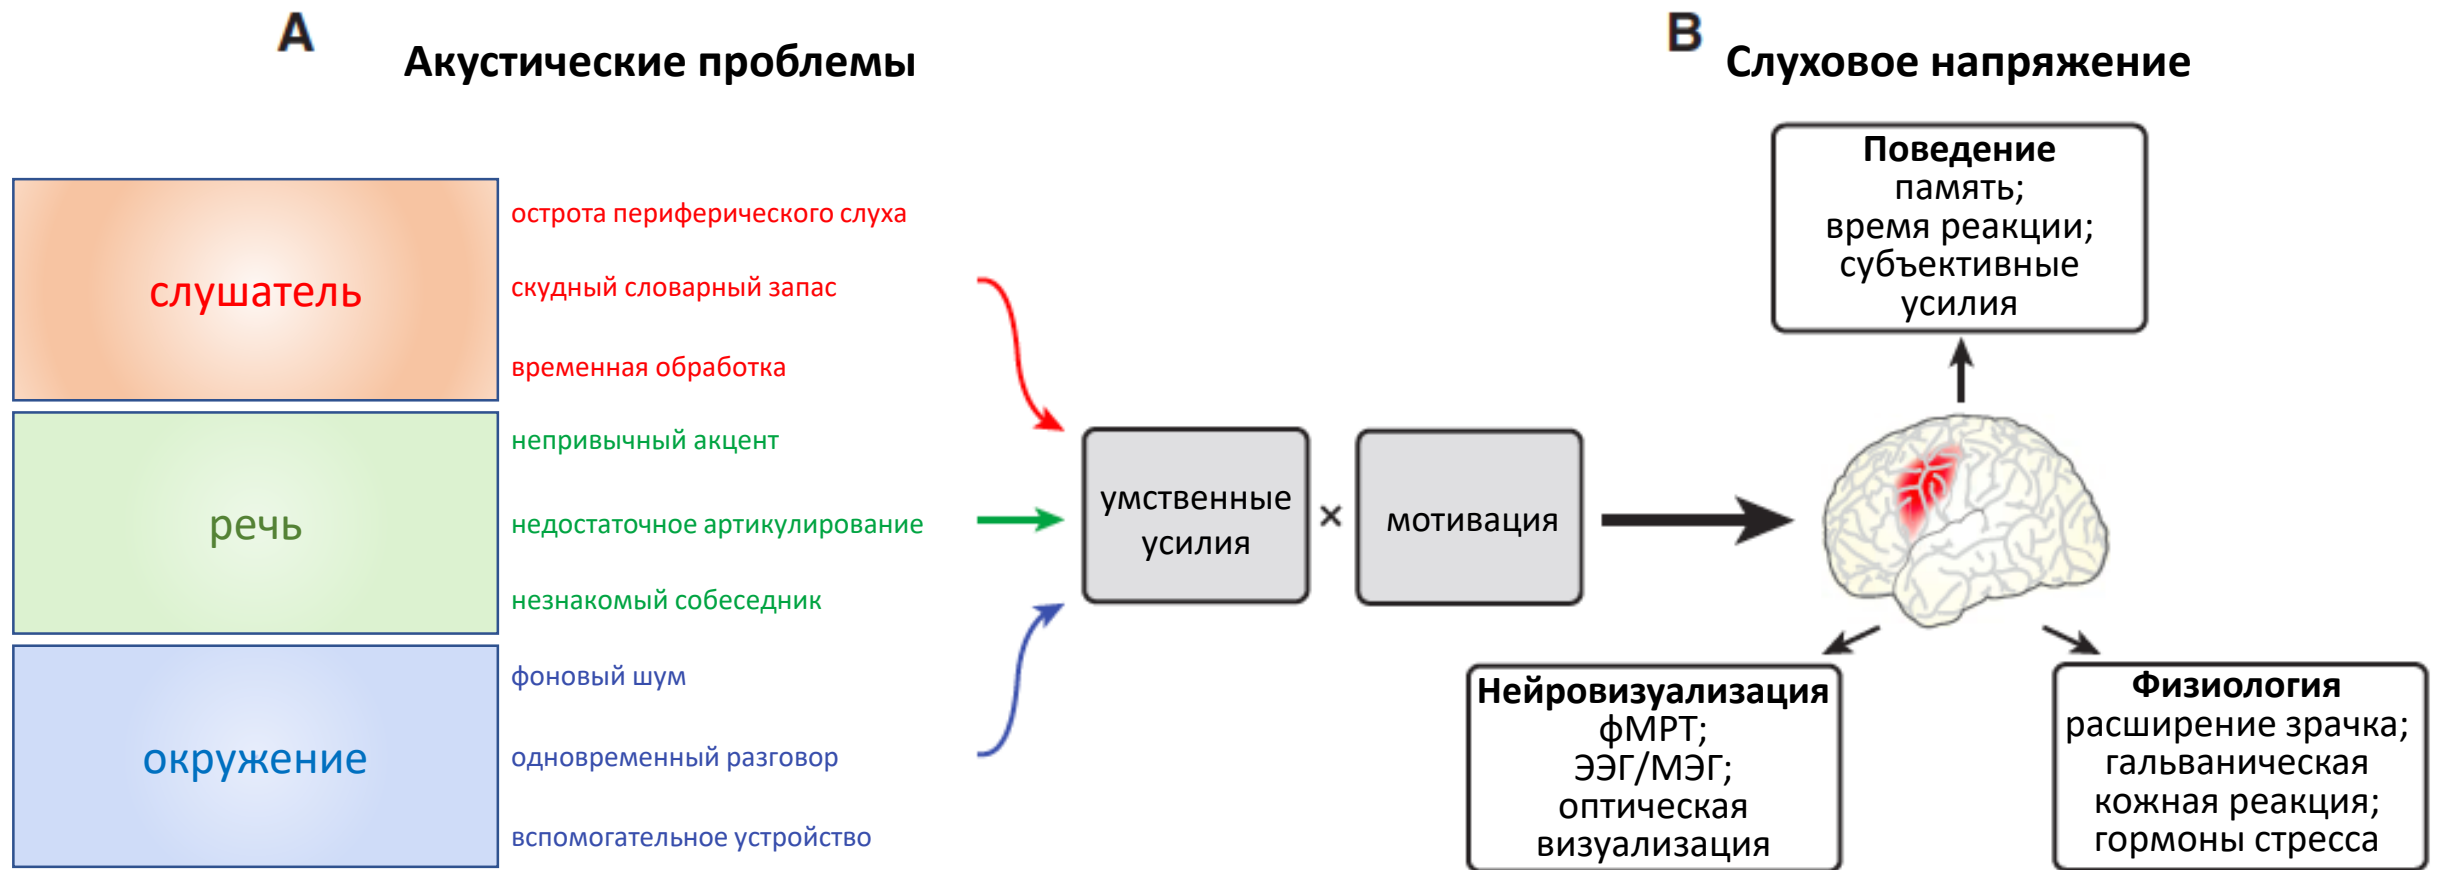 A
Акустические проблемы
слушатель
острота периферического слуха
скудный словарный запас
временная обработка
речь
непривычный акцент
недостаточное артикулирование
незнакомый собеседник
окружение
фоновый шум
одновременный разговор
вспомогательное устройство
умственные
усилия
×
мотивация
B
Слуховое напряжение
Поведение
память;
время реакции;
субъективные
усилия
Нейровизуализация
фМРТ;
ЭЭГ/МЭГ;
оптическая
визуализация
Физиология
расширение зрачка;
гальваническая
кожная реакция;
гормоны стресса